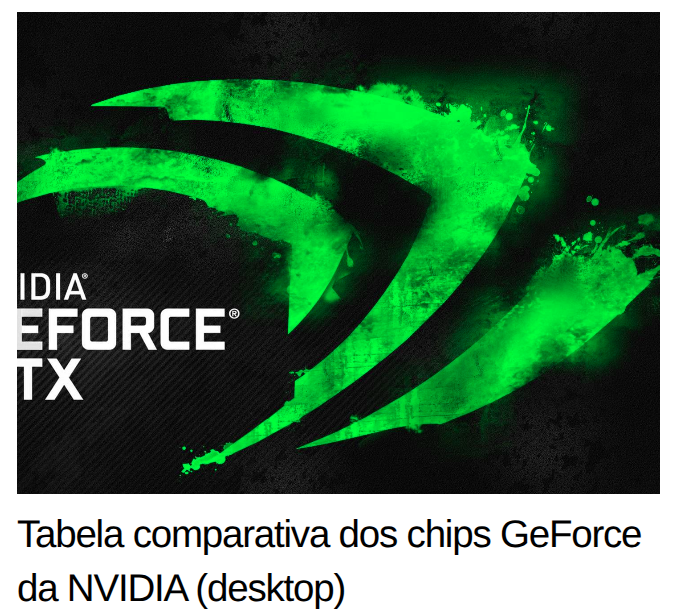 IDIA®
EFORCE®
TX
Tabela comparativa dos chips GeForce
da NVIDIA (desktop)